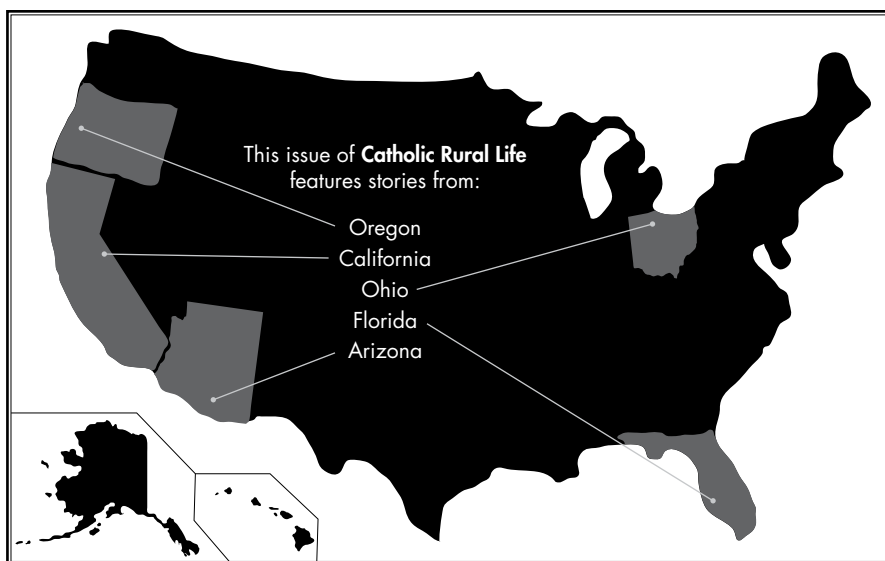 This issue of Catholic Rural Life
features stories from:
Oregon
California
Ohio
Florida
Arizona